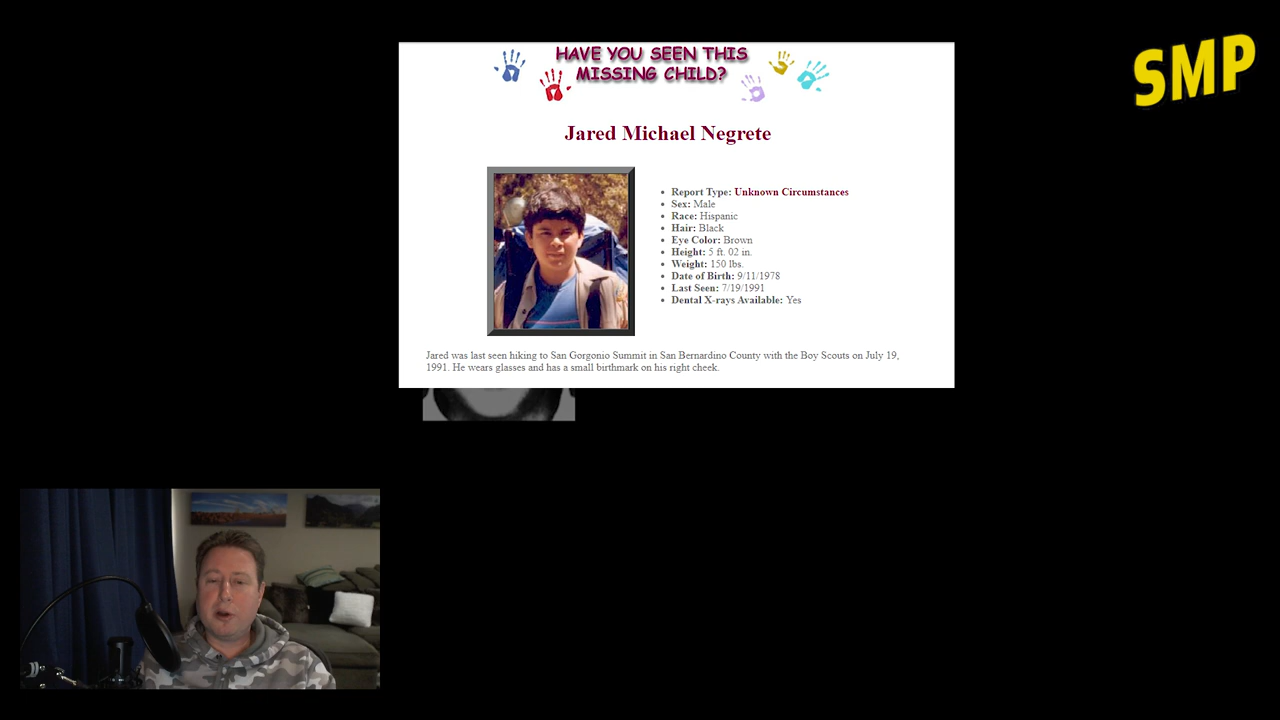 HAVE YOU SEEN THIS
MISSING CHILD?
SMP
Jared Michael Negrete
Report Type: Unknown Circumstances
Sex: Male
Race: Hispanic
Hair: Black
Eye Color: Brown
Height: 5 ft. 02 in.
Weight: 150 lbs.
Date of Birth: 9/11/1978
Last Seen: 7/19/1991
Dental X-rays Available: Yes
Jared was last seen hiking to San Gorgonio Summit in San Bernardino County with the Boy Scouts on July 19,
1991. He wears glasses and has a small birthmark on his right cheek.